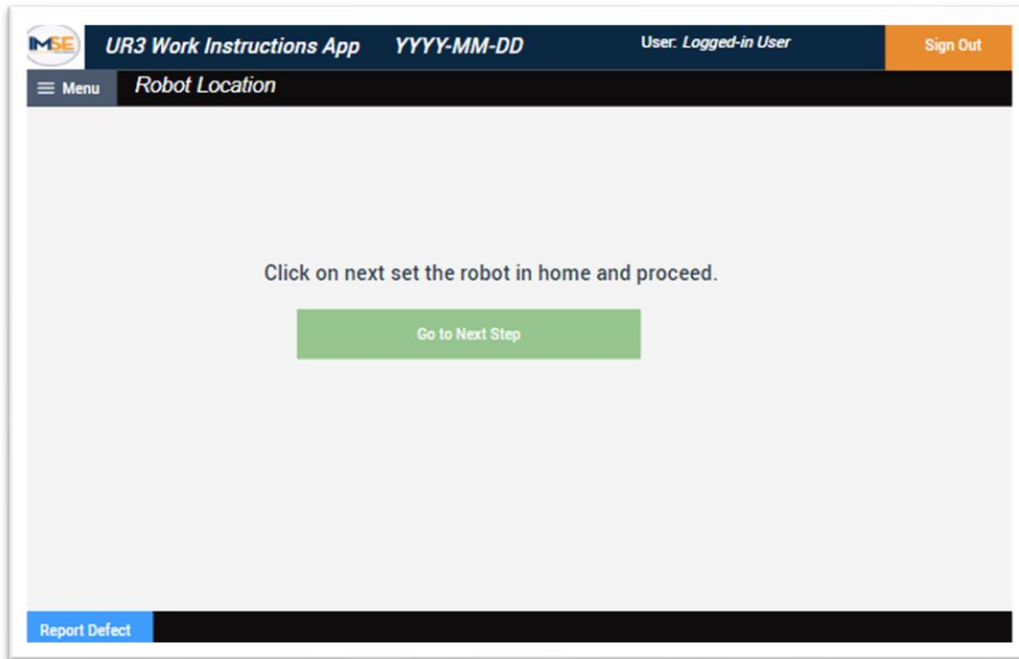 IMSE
UR3 Work Instructions App YYYY-MM-DD User: Logged-in User Sign Out
Menu Robot Location
Click on next set the robot in home and proceed.
Go to Next Step
Report Defect